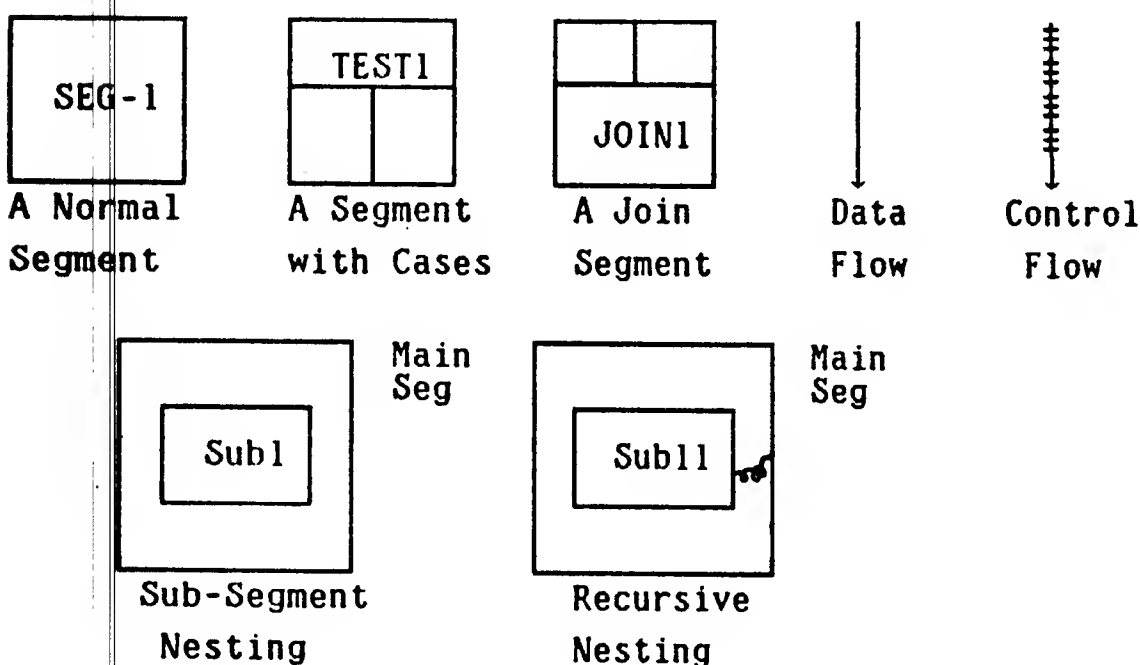 SEG-1
TEST1
JOIN1
A Normal
Segment
A Segment
with Cases
A Join
Segment
Data
Flow
Control
Flow
Main
Seg
Sub1
Sub-Segment
Nesting
Main
Seg
Sub11
Recursive
Nesting